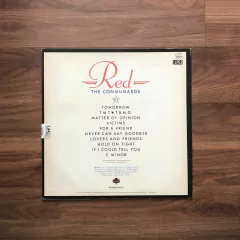 Red
THE COMMUNARDS
TOMORROW
T M T ♥ T B M G
MATTER OF OPINION
VICTIMS
FOR A FRIEND
NEVER CAN SAY GOODBYE
LOVERS AND FRIENDS
HOLD ON TIGHT
IF I COULD TELL YOU
C MINOR